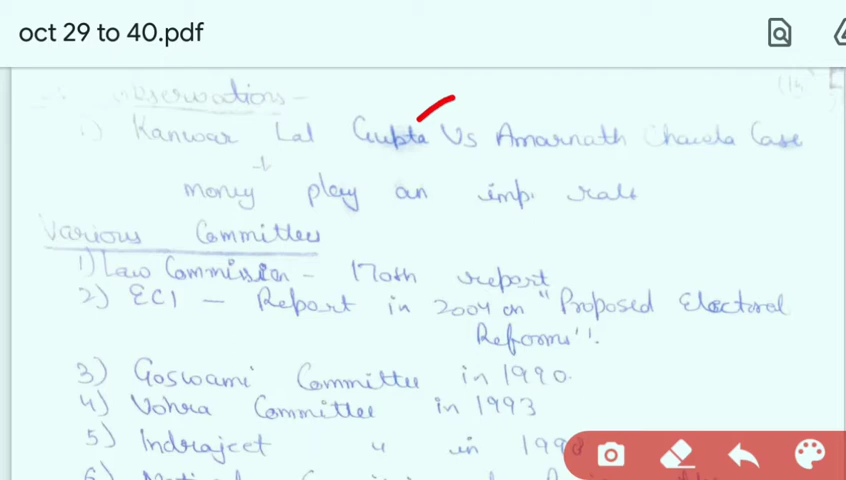 oct 29 to 40.pdf
observations -
1) Kanwar Lal Gupta Vs Amarnath Chawla Case
money play an imp. role
Various Committee
1) Law Commission - 170th report
2) ECI - Report in 2004 on "Proposed Electoral
Reforms".
3) Goswami Committee in 1990.
4) Vohra Committee in 1993
5) Indrajeet " in 199
6)